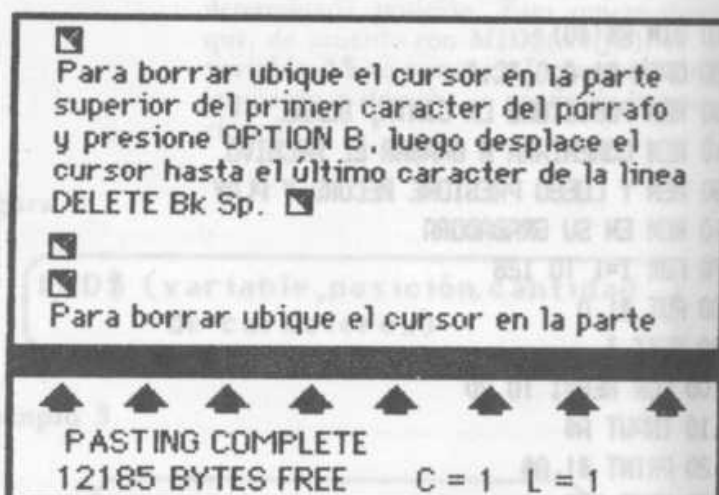 Para borrar ubique el cursor en la parte
superior del primer caracter del párrafo
y presione OPTION B, luego desplace el
cursor hasta el último caracter de la linea
DELETE Bk Sp.
Para borrar ubique el cursor en la parte
PASTING COMPLETE
12185 BYTES FREE C = 1 L = 1